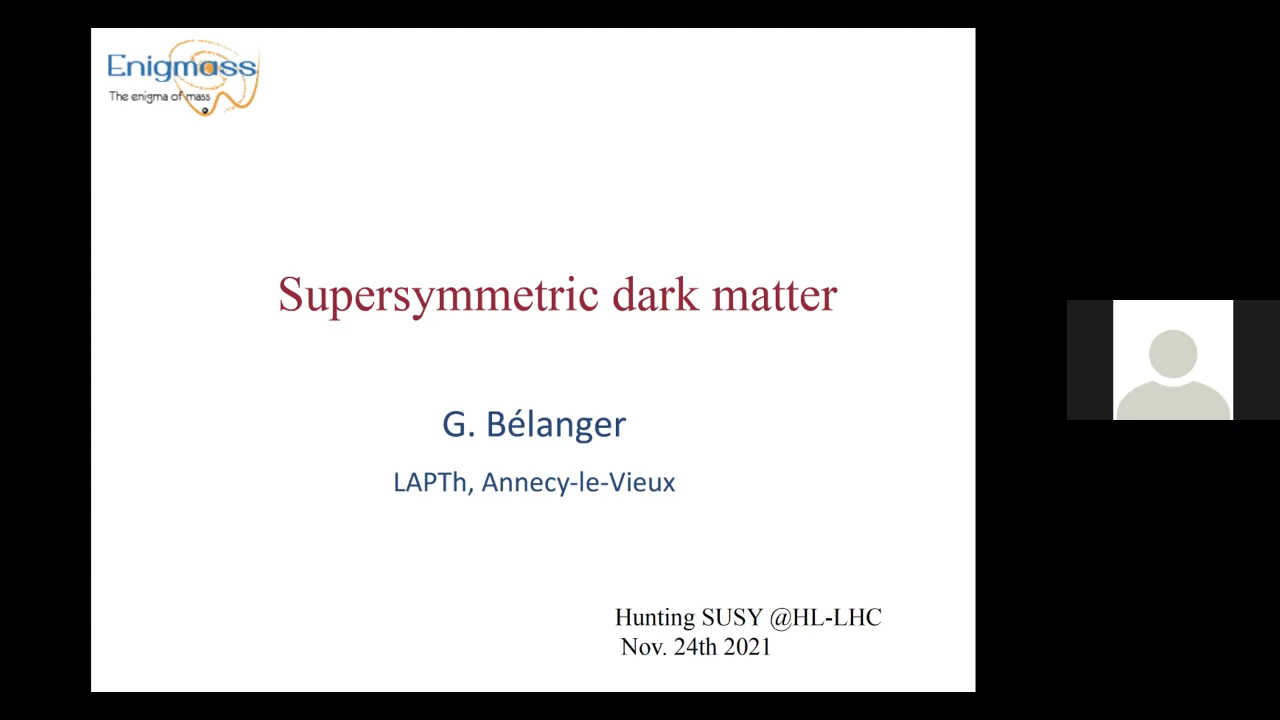 Enigmass
The enigma of mass
Supersymmetric dark matter
G. Bélanger
LAPTh, Annecy-le-Vieux
Hunting SUSY @HL-LHC
Nov. 24th 2021